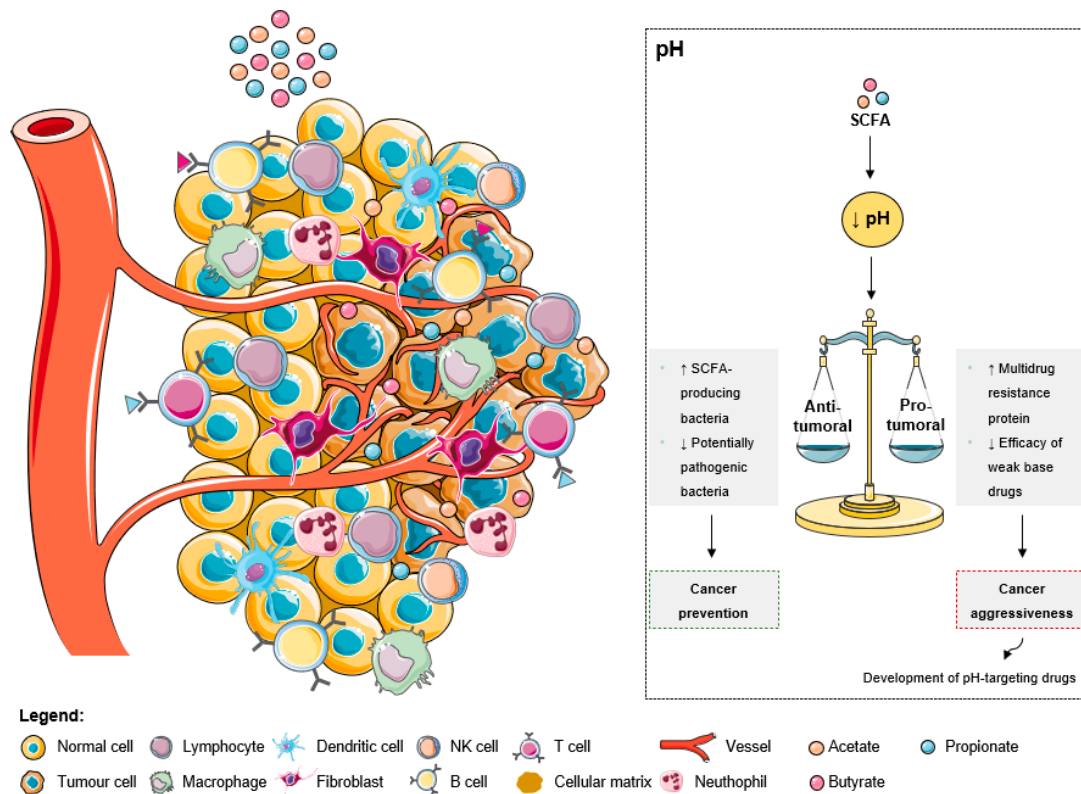 pH
SCFA
↓ pH
↑ SCFA-
producing
bacteria
↓ Potentially
pathogenic
bacteria
Anti-
tumoral
Pro-
tumoral
↑ Multidrug
resistance
protein
↓ Efficacy of
weak base
drugs
Cancer
prevention
Cancer
aggressiveness
Development of pH-targeting drugs
Legend:
Normal cell
Lymphocyte
Dendritic cell
NK cell
T cell
Vessel
Acetate
Propionate
Tumour cell
Macrophage
Fibroblast
B cell
Cellular matrix
Neuthophil
Butyrate